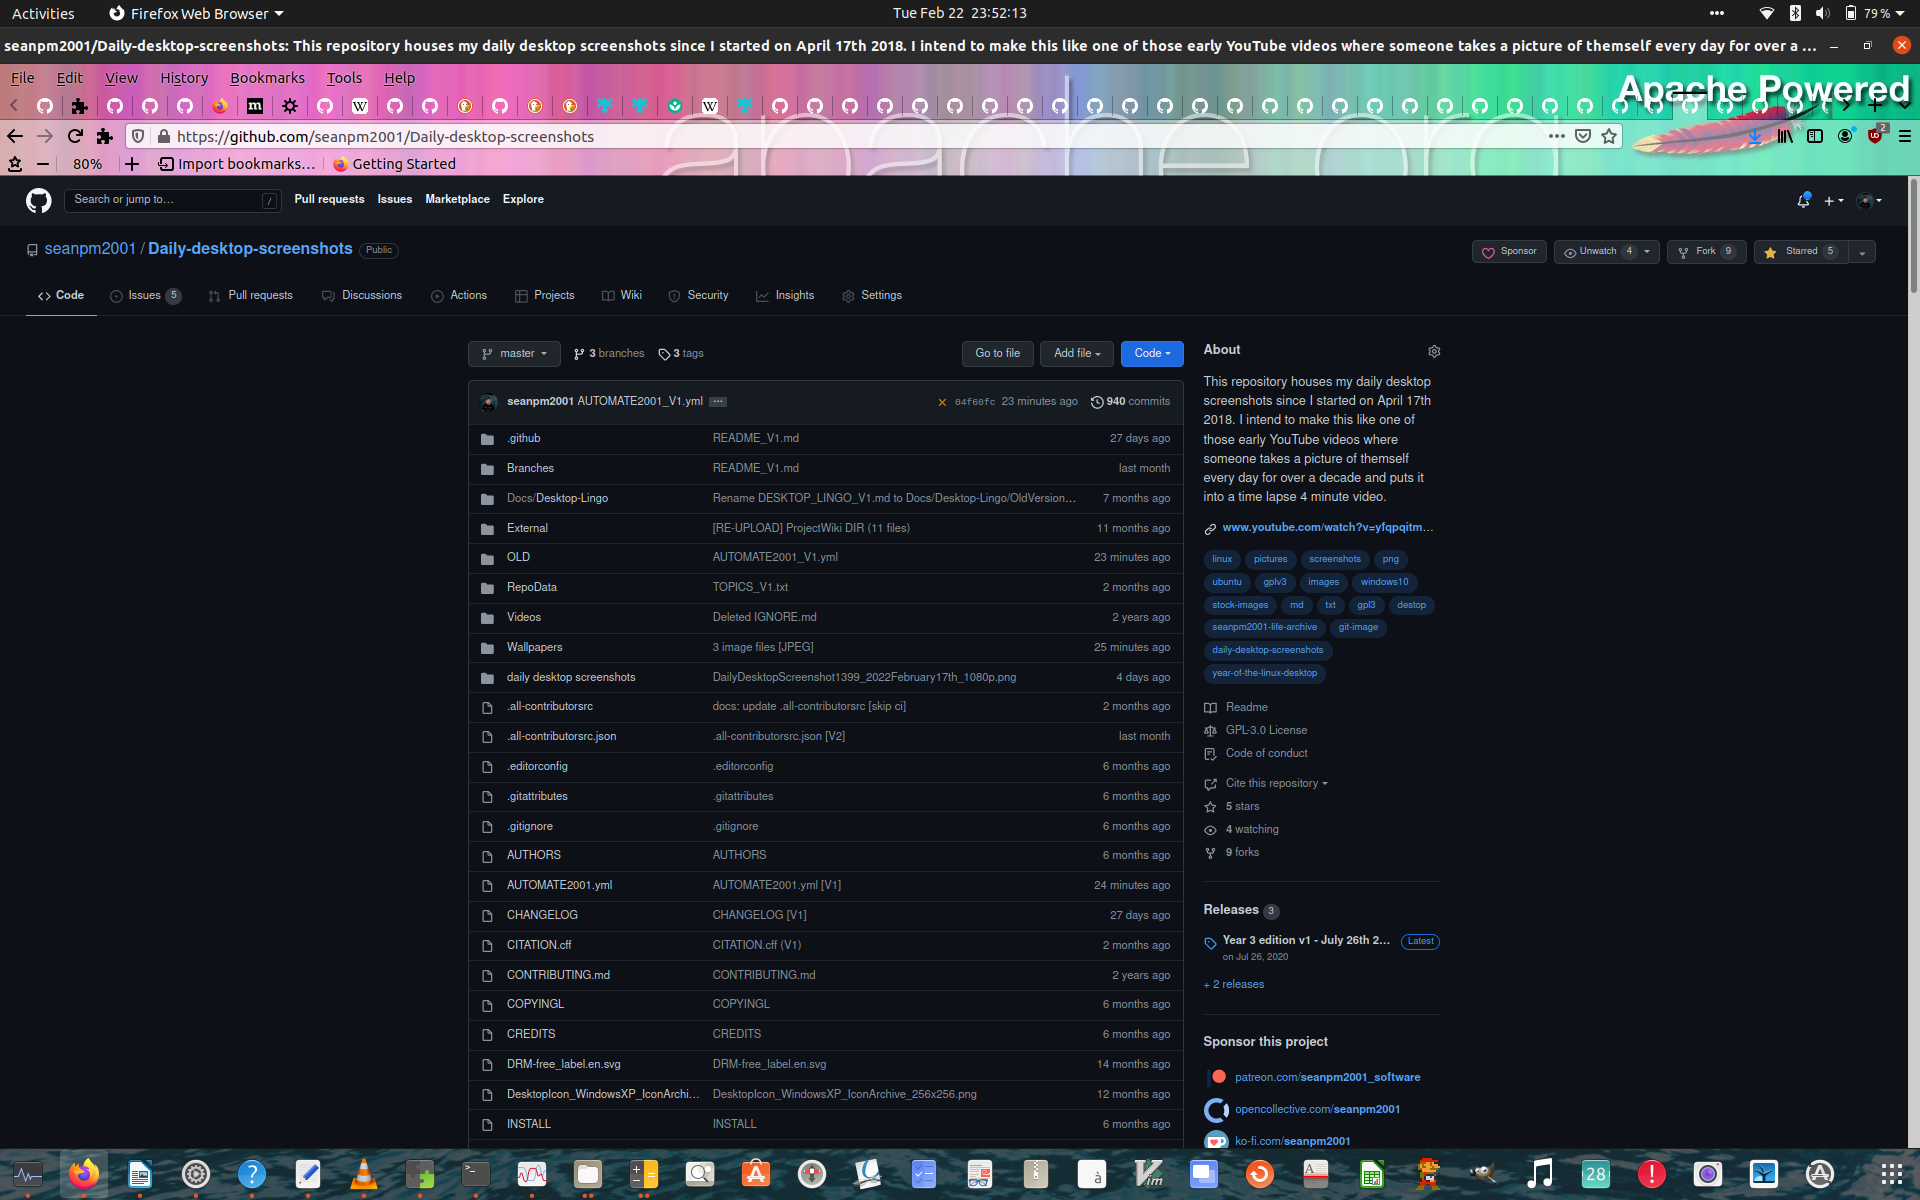 Activities
Firefox Web Browser
Tue Feb 22  23:52:13
79 %
seanpm2001/Daily-desktop-screenshots: This repository houses my daily desktop screenshots since I started on April 17th 2018. I intend to make this like one of those early YouTube videos where someone takes a picture of themself every day for over a ...
File Edit View History Bookmarks Tools Help
Apache Powered
https://github.com/seanpm2001/Daily-desktop-screenshots
2
80%
Import bookmarks...
Getting Started
Search or jump to... /
Pull requests Issues Marketplace Explore
seanpm2001 / Daily-desktop-screenshots Public
Sponsor Unwatch 4 Fork 9 Starred 5
Code Issues 5 Pull requests Discussions Actions Projects Wiki Security Insights Settings
master 3 branches 3 tags Go to file Add file Code
seanpm2001 AUTOMATE2001_V1.yml ... 04f60fc 23 minutes ago 940 commits
.github README_V1.md 27 days ago
Branches README_V1.md last month
Docs/Desktop-Lingo Rename DESKTOP_LINGO_V1.md to Docs/Desktop-Lingo/OldVersion... 7 months ago
External [RE-UPLOAD] ProjectWiki DIR (11 files) 11 months ago
OLD AUTOMATE2001_V1.yml 23 minutes ago
RepoData TOPICS_V1.txt 2 months ago
Videos Deleted IGNORE.md 2 years ago
Wallpapers 3 image files [JPEG] 25 minutes ago
daily desktop screenshots DailyDesktopScreenshot1399_2022February17th_1080p.png 4 days ago
.all-contributorsrc docs: update .all-contributorsrc [skip ci] 2 months ago
.all-contributorsrc.json .all-contributorsrc.json [V2] last month
.editorconfig .editorconfig 6 months ago
.gitattributes .gitattributes 6 months ago
.gitignore .gitignore 6 months ago
AUTHORS AUTHORS 6 months ago
AUTOMATE2001.yml AUTOMATE2001.yml [V1] 24 minutes ago
CHANGELOG CHANGELOG [V1] 27 days ago
CITATION.cff CITATION.cff (V1) 2 months ago
CONTRIBUTING.md CONTRIBUTING.md 2 years ago
COPYINGL COPYINGL 6 months ago
CREDITS CREDITS 6 months ago
DRM-free_label.en.svg DRM-free_label.en.svg 14 months ago
DesktopIcon_WindowsXP_IconArchi... DesktopIcon_WindowsXP_IconArchive_256x256.png 12 months ago
INSTALL INSTALL 6 months ago
About
This repository houses my daily desktop
screenshots since I started on April 17th
2018. I intend to make this like one of
those early YouTube videos where
someone takes a picture of themself
every day for over a decade and puts it
into a time lapse 4 minute video.
www.youtube.com/watch?v=yfqpqitm...
linux pictures screenshots png
ubuntu gplv3 images windows10
stock-images md txt gpl3 destop
seanpm2001-life-archive git-image
daily-desktop-screenshots
year-of-the-linux-desktop
Readme
GPL-3.0 License
Code of conduct
Cite this repository
5 stars
4 watching
9 forks
Releases 3
Year 3 edition v1 - July 26th 2... Latest
on Jul 26, 2020
+ 2 releases
Sponsor this project
patreon.com/seanpm2001_software
opencollective.com/seanpm2001
ko-fi.com/seanpm2001
28